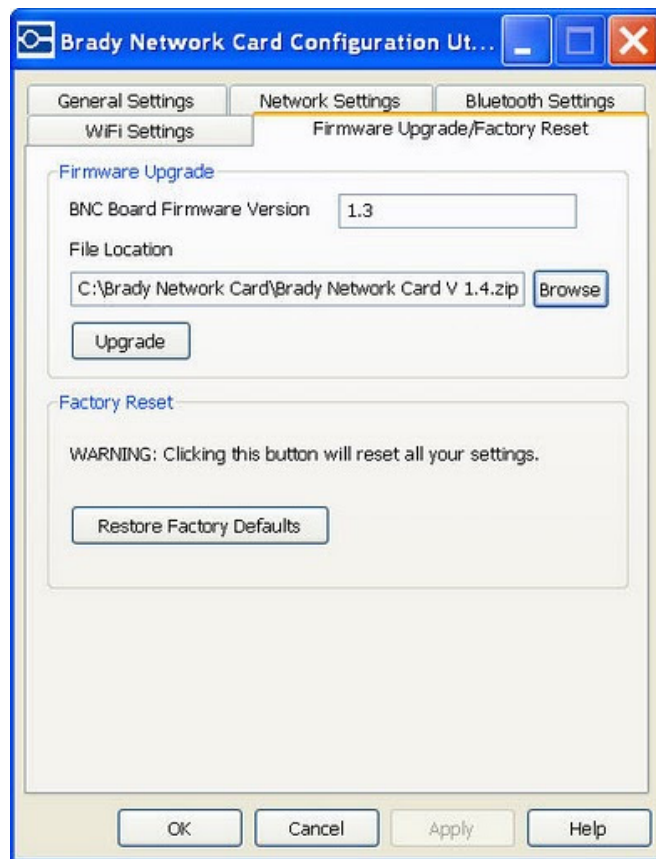 Brady Network Card Configuration Ut...
General Settings
Network Settings
Bluetooth Settings
WiFi Settings
Firmware Upgrade/Factory Reset
Firmware Upgrade
BNC Board Firmware Version 1.3
File Location
C:\Brady Network Card\Brady Network Card V 1.4.zip Browse
Upgrade
Factory Reset
WARNING: Clicking this button will reset all your settings.
Restore Factory Defaults
OK Cancel Apply Help